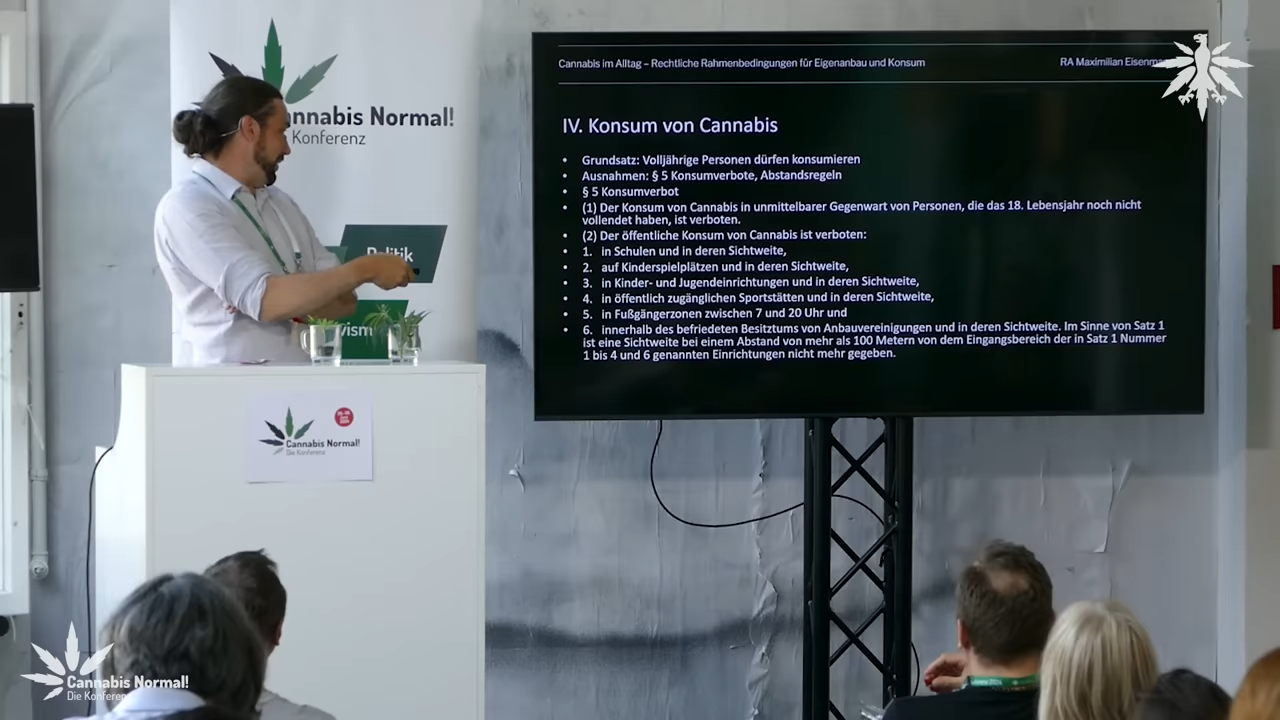 Cannabis im Alltag – Rechtliche Rahmenbedingungen für Eigenanbau und Konsum
RA Maximilian
IV. Konsum von Cannabis
• Grundsatz: Volljährige Personen dürfen konsumieren
• Ausnahmen: § 5 Konsumverbote, Abstandsregeln
• § 5 Konsumverbot
• (1) Der Konsum von Cannabis in unmittelbarer Gegenwart von Personen, die das 18. Lebensjahr noch nicht
vollendet haben, ist verboten.
• (2) Der öffentliche Konsum von Cannabis ist verboten:
• 1. in Schulen und in deren Sichtweite,
• 2. auf Kinderspielplätzen und in deren Sichtweite,
• 3. in Kinder- und Jugendeinrichtungen und in deren Sichtweite,
• 4. in öffentlich zugänglichen Sportstätten und in deren Sichtweite,
• 5. in Fußgängerzonen zwischen 7 und 20 Uhr und
• 6. innerhalb des befriedeten Besitztums von Anbauvereinigungen und in deren Sichtweite. Im Sinne von Satz 1
ist eine Sichtweite bei einem Abstand von mehr als 100 Metern von dem Eingangsbereich der in Satz 1 Nummer
1 bis 4 und 6 genannten Einrichtungen nicht mehr gegeben.
Cannabis Normal!
Konferenz
Politik
Cannabis Normal!
Die Konferenz
Cannabis Normal!
Die Konferenz